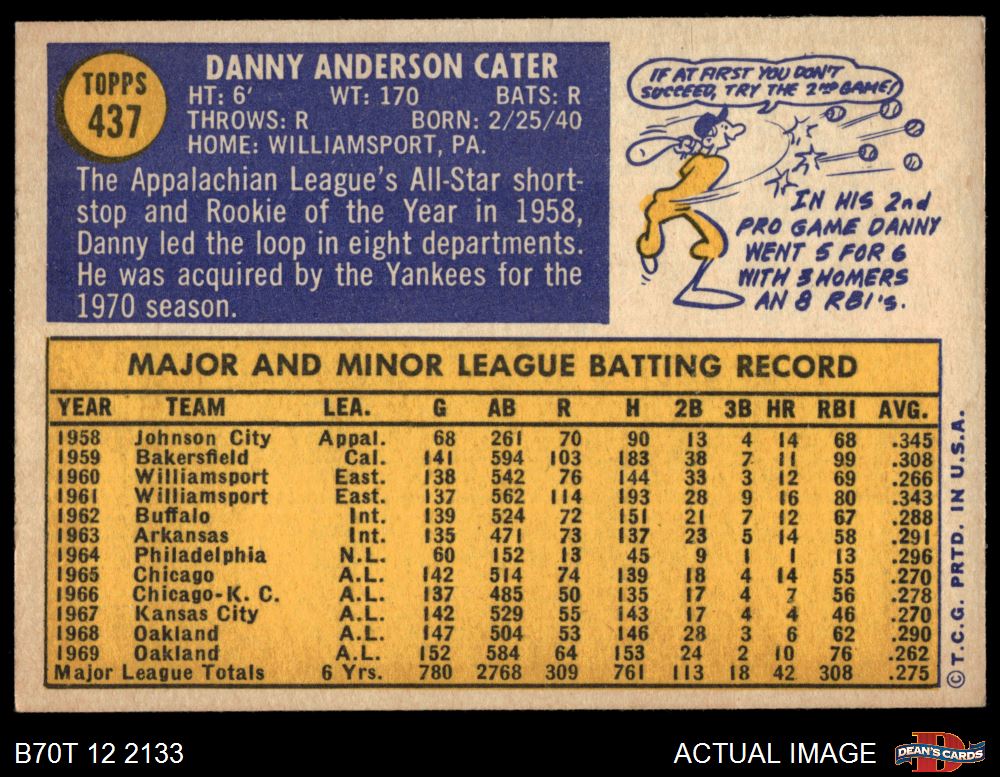 TOPPS
437
DANNY ANDERSON CATER
HT: 6' WT: 170 BATS: R
THROWS: R BORN: 2/25/40
HOME: WILLIAMSPORT, PA.
The Appalachian League's All-Star short-
stop and Rookie of the Year in 1958,
Danny led the loop in eight departments.
He was acquired by the Yankees for the
1970 season.
IF AT FIRST YOU DON'T
SUCCEED, TRY THE 2ND GAME!
IN HIS 2nd
PRO GAME DANNY
WENT 5 FOR 6
WITH 3 HOMERS
AN 8 RBI's.
MAJOR AND MINOR LEAGUE BATTING RECORD
YEAR TEAM LEA. G AB R H 2B 3B HR RBI AVG.
1958 Johnson City Appal. 68 261 70 90 13 4 14 68 .345
1959 Bakersfield Cal. 141 594 103 183 38 7 11 99 .308
1960 Williamsport East. 138 542 76 144 33 3 12 69 .266
1961 Williamsport East. 137 562 114 193 28 9 16 80 .343
1962 Buffalo Int. 139 524 72 151 21 7 12 67 .288
1963 Arkansas Int. 135 471 73 137 23 5 14 58 .291
1964 Philadelphia N.L. 60 152 13 45 9 1 1 13 .296
1965 Chicago A.L. 142 514 74 139 18 4 14 55 .270
1966 Chicago-K. C. A.L. 137 485 50 135 17 4 7 56 .278
1967 Kansas City A.L. 142 529 55 143 17 4 4 46 .270
1968 Oakland A.L. 147 504 53 146 28 3 6 62 .290
1969 Oakland A.L. 152 584 64 153 24 2 10 76 .262
Major League Totals 6 Yrs. 780 2768 309 761 113 18 42 308 .275
© T.C.G. PRTD. IN U.S.A.
B70T 12 2133
ACTUAL IMAGE
DEAN'S CARDS